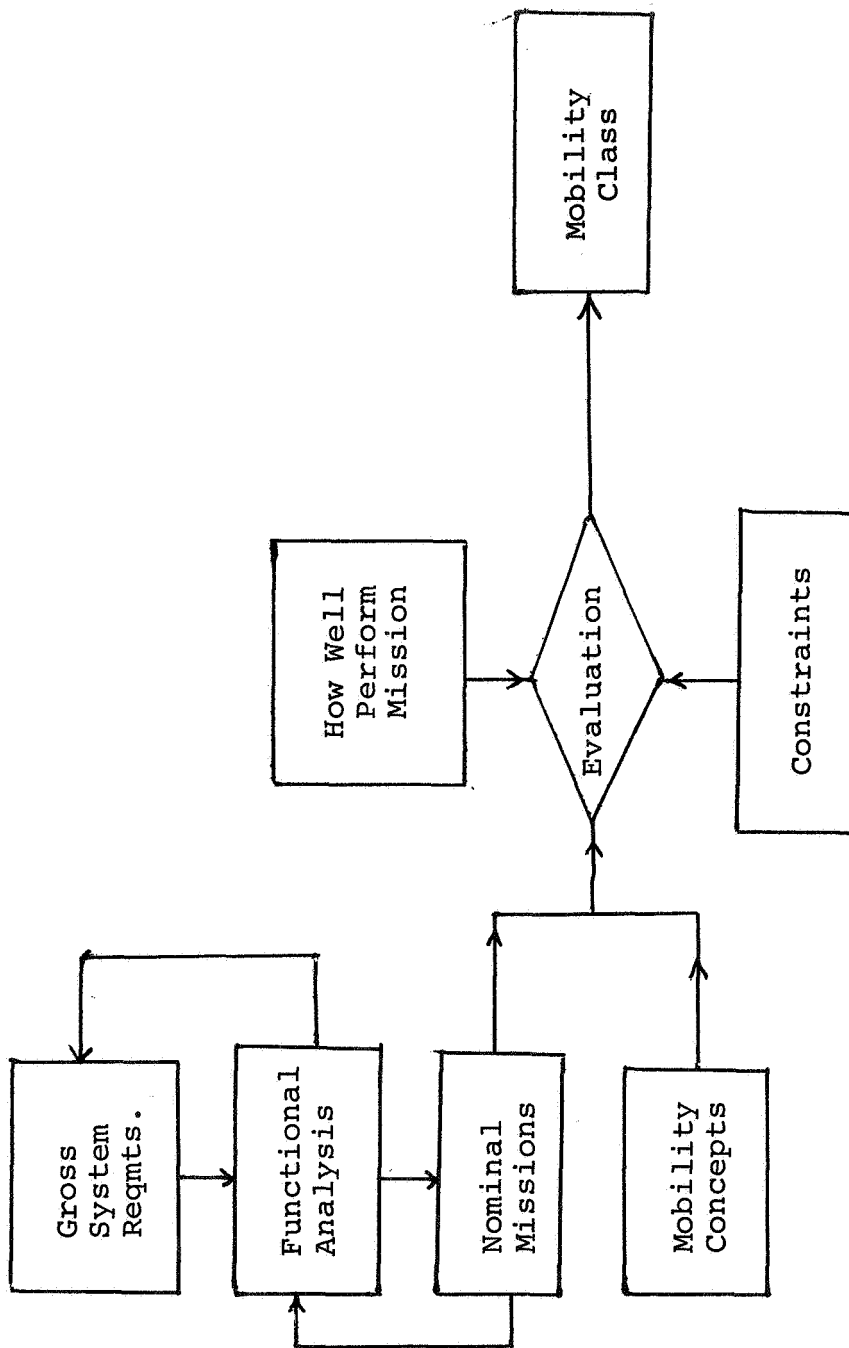 Gross
System
Reqmts.
Functional
Analysis
Nominal
Missions
Mobility
Concepts
How Well
Perform
Mission
Evaluation
Constraints
Mobility
Class